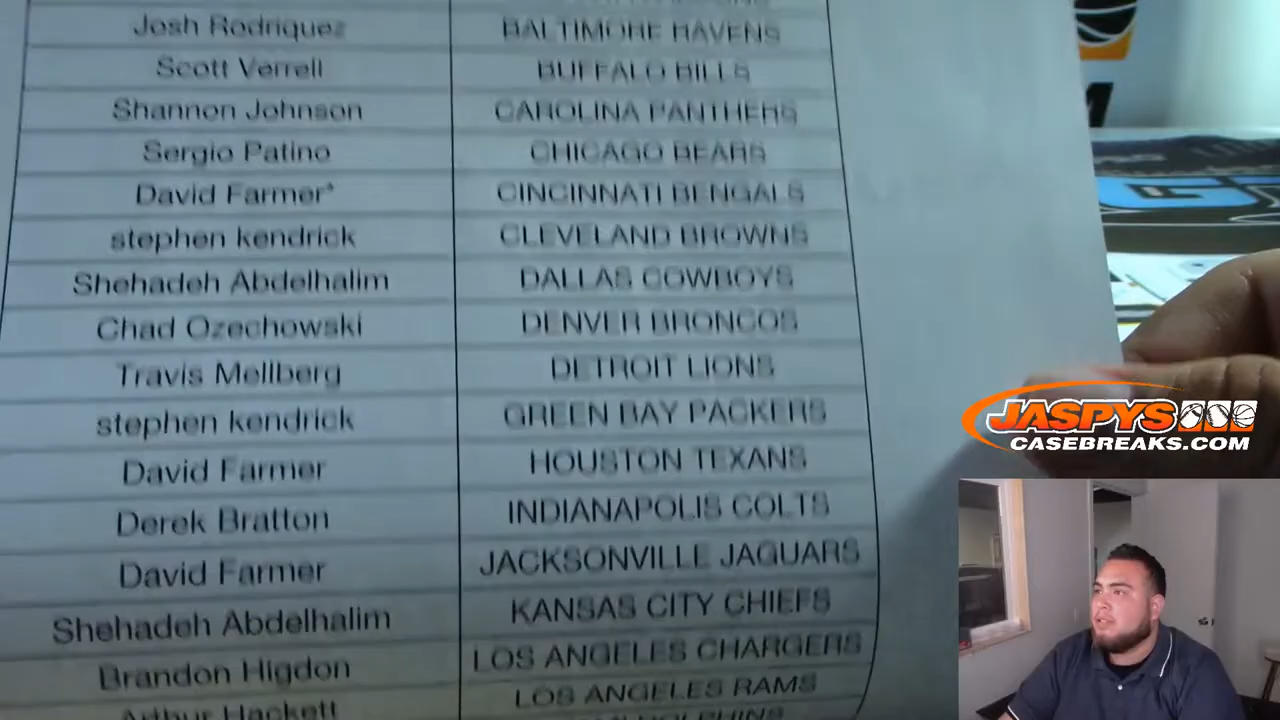 Josh Rodriquez BALTIMORE RAVENS
Scott Verrell BUFFALO BILLS
Shannon Johnson CAROLINA PANTHERS
Sergio Patino CHICAGO BEARS
David Farmer* CINCINNATI BENGALS
stephen kendrick CLEVELAND BROWNS
Shehadeh Abdelhalim DALLAS COWBOYS
Chad Ozechowski DENVER BRONCOS
Travis Mellberg DETROIT LIONS
stephen kendrick GREEN BAY PACKERS
David Farmer HOUSTON TEXANS
Derek Bratton INDIANAPOLIS COLTS
David Farmer JACKSONVILLE JAGUARS
Shehadeh Abdelhalim KANSAS CITY CHIEFS
Brandon Higdon LOS ANGELES CHARGERS
Arthur Hackett LOS ANGELES RAMS
JASPYS
CASEBREAKS.COM